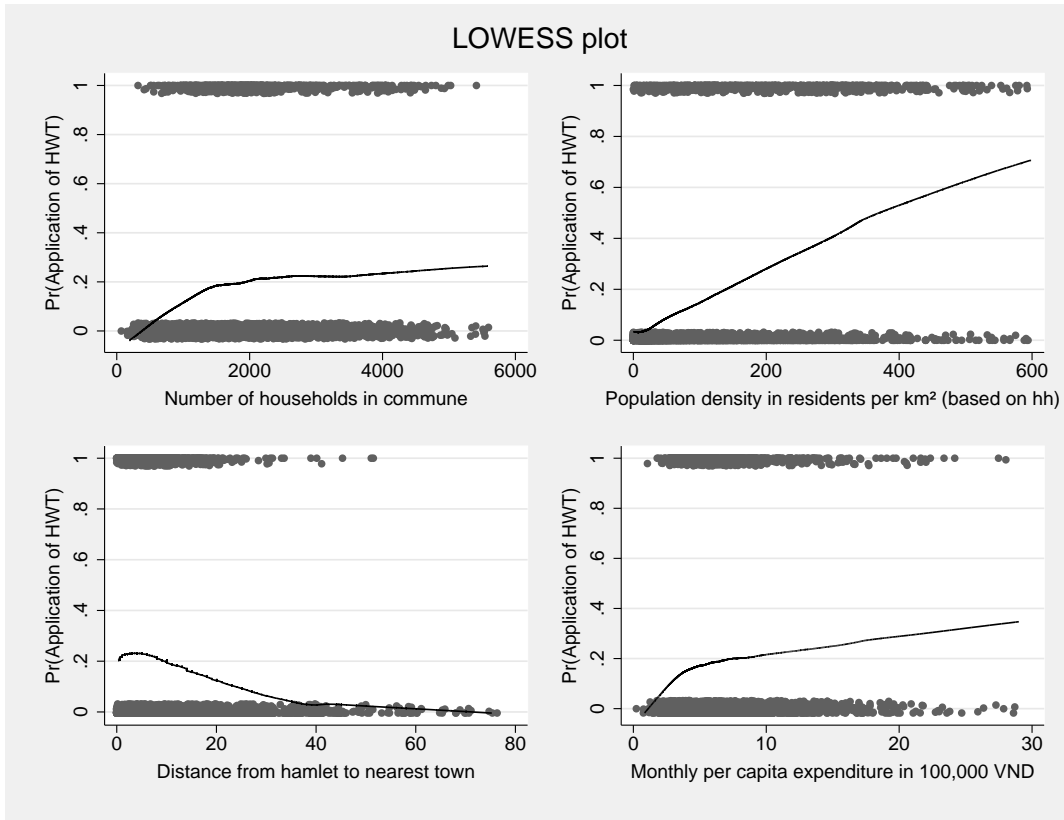 LOWESS plot
Pr(Application of HWT)
1
.8
.6
.4
.2
0
0 2000 4000 6000
Number of households in commune
Pr(Application of HWT)
1
.8
.6
.4
.2
0
0 200 400 600
Population density in residents per km² (based on hh)
Pr(Application of HWT)
1
.8
.6
.4
.2
0
0 20 40 60 80
Distance from hamlet to nearest town
Pr(Application of HWT)
1
.8
.6
.4
.2
0
0 10 20 30
Monthly per capita expenditure in 100,000 VND